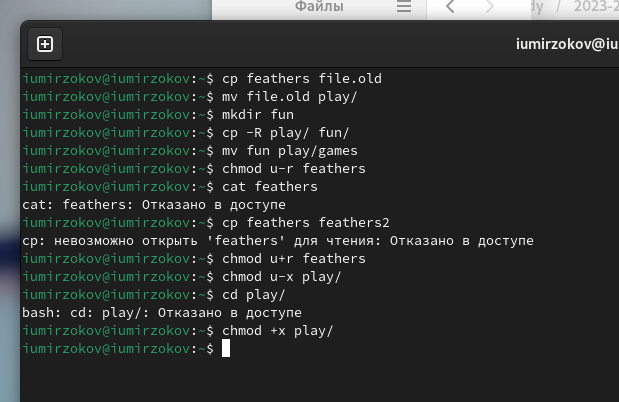 Файлы
dy / 2023-2
iumirzokov@iu
iumirzokov@iumirzokov:~$ cp feathers file.old
iumirzokov@iumirzokov:~$ mv file.old play/
iumirzokov@iumirzokov:~$ mkdir fun
iumirzokov@iumirzokov:~$ cp -R play/ fun/
iumirzokov@iumirzokov:~$ mv fun play/games
iumirzokov@iumirzokov:~$ chmod u-r feathers
iumirzokov@iumirzokov:~$ cat feathers
cat: feathers: Отказано в доступе
iumirzokov@iumirzokov:~$ cp feathers feathers2
cp: невозможно открыть 'feathers' для чтения: Отказано в доступе
iumirzokov@iumirzokov:~$ chmod u+r feathers
iumirzokov@iumirzokov:~$ chmod u-x play/
iumirzokov@iumirzokov:~$ cd play/
bash: cd: play/: Отказано в доступе
iumirzokov@iumirzokov:~$ chmod +x play/
iumirzokov@iumirzokov:~$